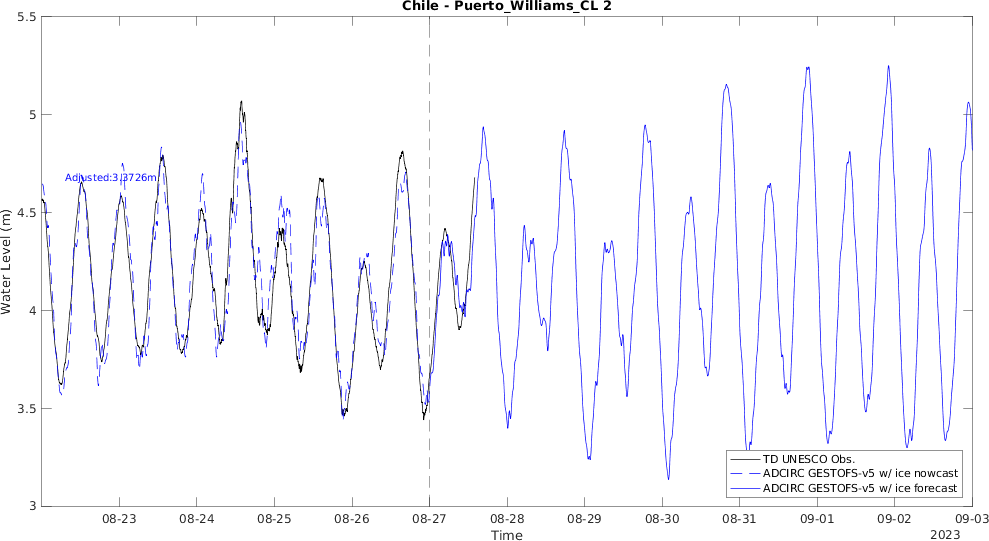 Chile - Puerto_Williams_CL 2
5.5
5
4.5
4
3.5
3
Water Level (m)
Adjusted:3.3726m
TD UNESCO Obs.
ADCIRC GESTOFS-v5 w/ ice nowcast
ADCIRC GESTOFS-v5 w/ ice forecast
08-23 08-24 08-25 08-26 08-27 08-28 08-29 08-30 08-31 09-01 09-02 09-03
Time
2023